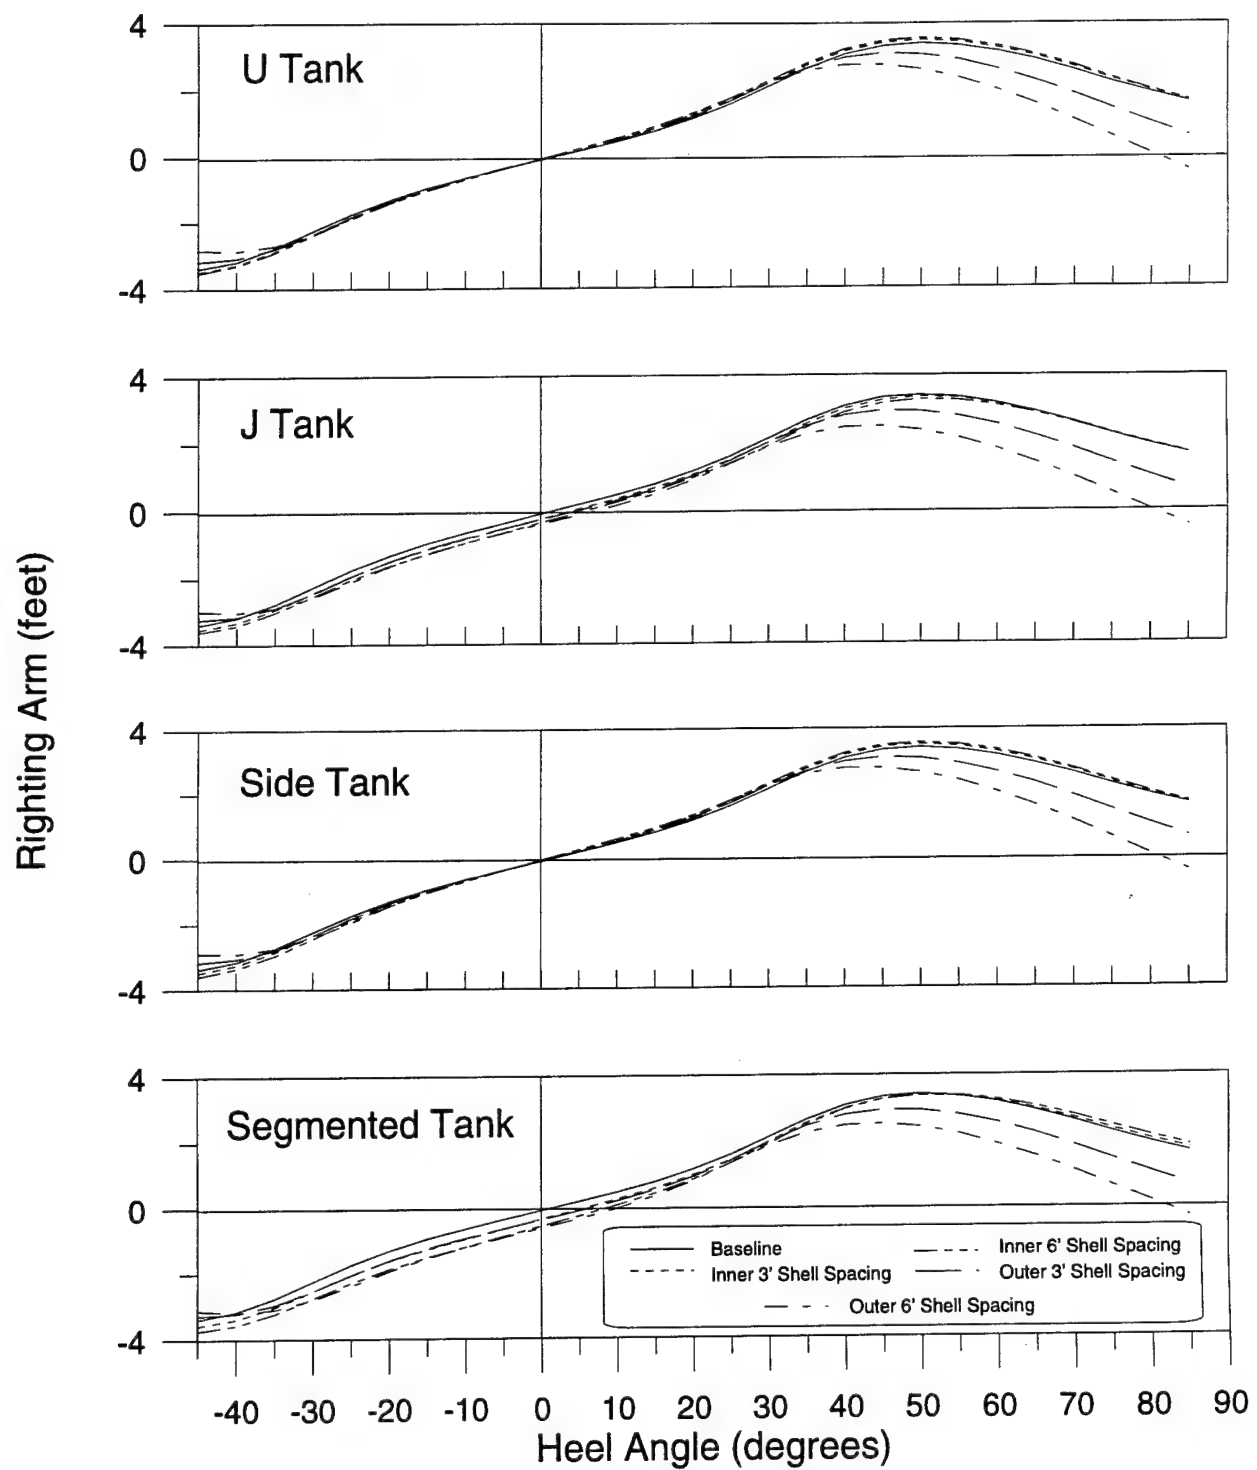 4
U Tank
0
-4
4
J Tank
0
-4
Righting Arm (feet)
4
Side Tank
0
-4
4
Segmented Tank
0
Baseline
Inner 6' Shell Spacing
Inner 3' Shell Spacing
Outer 3' Shell Spacing
Outer 6' Shell Spacing
-4
-40 -30 -20 -10 0 10 20 30 40 50 60 70 80 90
Heel Angle (degrees)